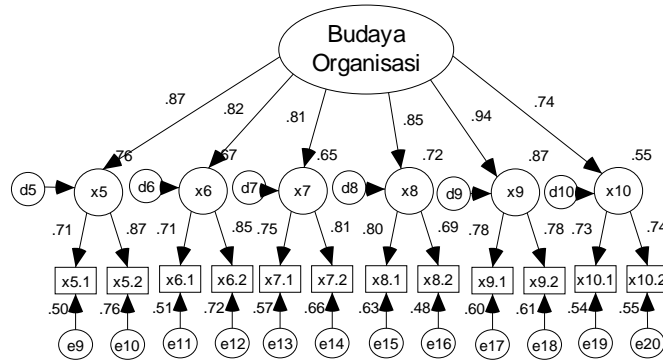 Budaya
Organisasi
.87
.82
.81
.85
.94
.74
.76
.67
.65
.72
.87
.55
d5
x5
d6
x6
d7
x7
d8
x8
d9
x9
d10
x10
.71
.87
.71
.85
.75
.81
.80
.69
.78
.78
.73
.74
x5.1
x5.2
x6.1
x6.2
x7.1
x7.2
x8.1
x8.2
x9.1
x9.2
x10.1
x10.2
.50
.76
.51
.72
.57
.66
.63
.48
.60
.61
.54
.55
e9
e10
e11
e12
e13
e14
e15
e16
e17
e18
e19
e20